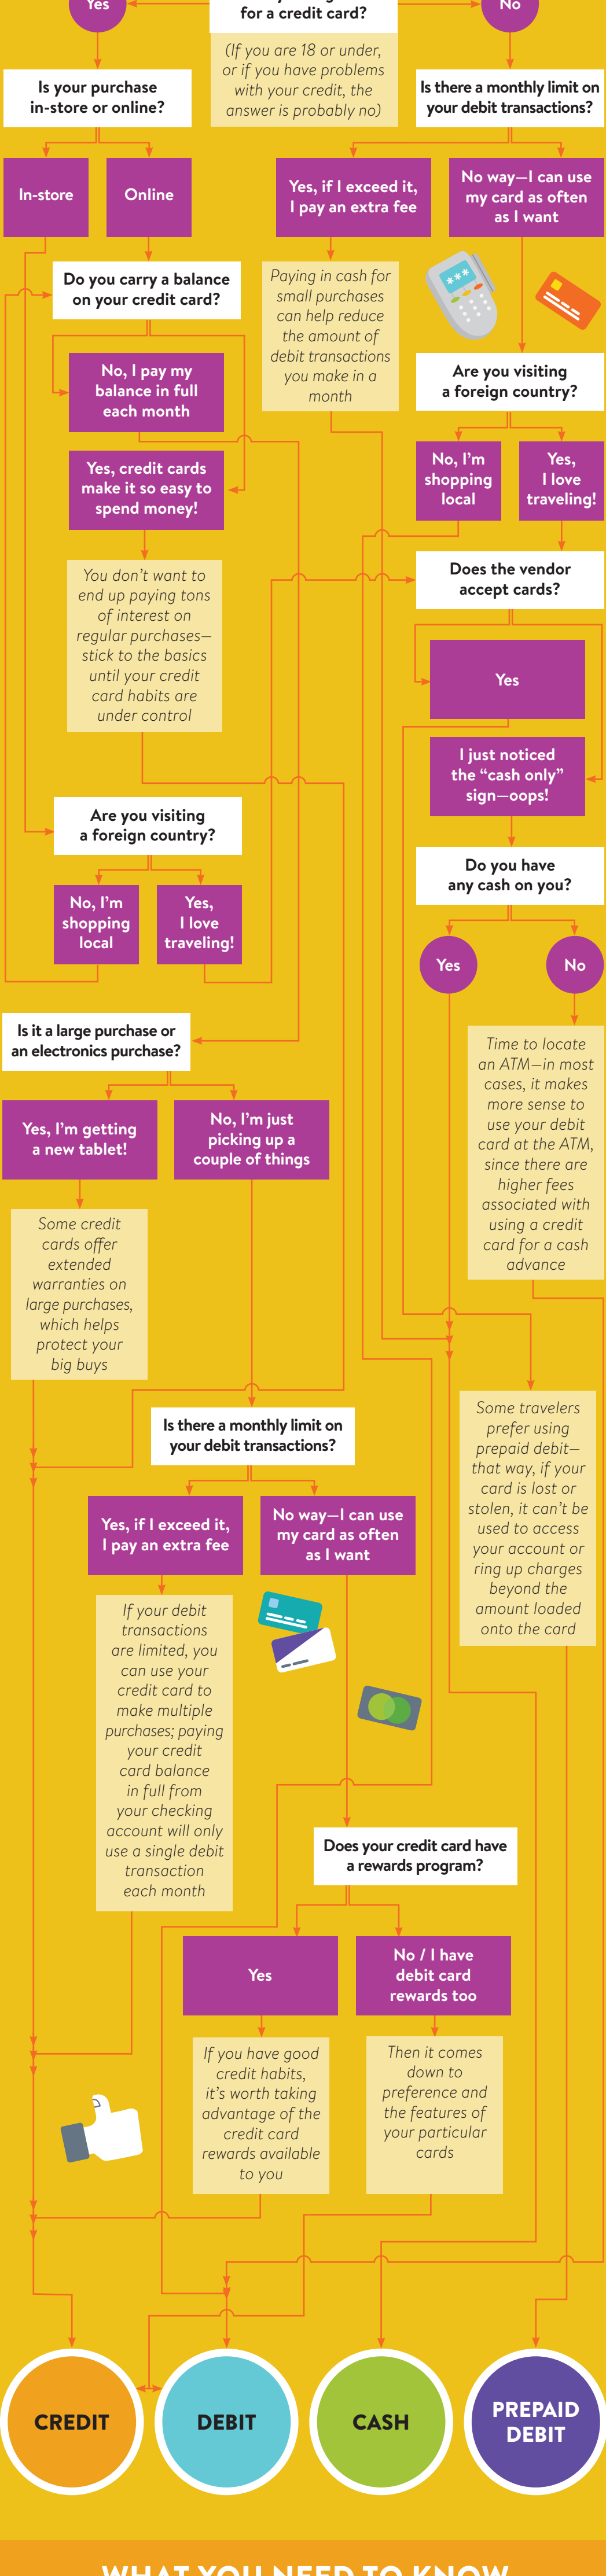 Yes
for a credit card?
No
(If you are 18 or under,
or if you have problems
with your credit, the
answer is probably no)
Is your purchase
in-store or online?
Is there a monthly limit on
your debit transactions?
In-store
Online
Yes, if I exceed it,
I pay an extra fee
No way—I can use
my card as often
as I want
Do you carry a balance
on your credit card?
Paying in cash for
small purchases
can help reduce
the amount of
debit transactions
you make in a
month
***
No, I pay my
balance in full
each month
Are you visiting
a foreign country?
Yes, credit cards
make it so easy to
spend money!
No, I'm
shopping
local
Yes,
I love
traveling!
You don't want to
end up paying tons
of interest on
regular purchases—
stick to the basics
until your credit
card habits are
under control
Does the vendor
accept cards?
Yes
I just noticed
the “cash only”
sign—oops!
Are you visiting
a foreign country?
Do you have
any cash on you?
No, I'm
shopping
local
Yes,
I love
traveling!
Yes
No
Is it a large purchase or
an electronics purchase?
Time to locate
an ATM—in most
cases, it makes
more sense to
use your debit
card at the ATM,
since there are
higher fees
associated with
using a credit
card for a cash
advance
Yes, I'm getting
a new tablet!
No, I'm just
picking up a
couple of things
Some credit
cards offer
extended
warranties on
large purchases,
which helps
protect your
big buys
Some travelers
prefer using
prepaid debit—
that way, if your
card is lost or
stolen, it can't be
used to access
your account or
ring up charges
beyond the
amount loaded
onto the card
Is there a monthly limit on
your debit transactions?
Yes, if I exceed it,
I pay an extra fee
No way—I can use
my card as often
as I want
If your debit
transactions
are limited, you
can use your
credit card to
make multiple
purchases; paying
your credit
card balance
in full from
your checking
account will only
use a single debit
transaction
each month
Does your credit card have
a rewards program?
Yes
No / I have
debit card
rewards too
If you have good
credit habits,
it's worth taking
advantage of the
credit card
rewards available
to you
Then it comes
down to
preference and
the features of
your particular
cards
CREDIT
DEBIT
CASH
PREPAID
DEBIT
WHAT YOU NEED TO KNOW